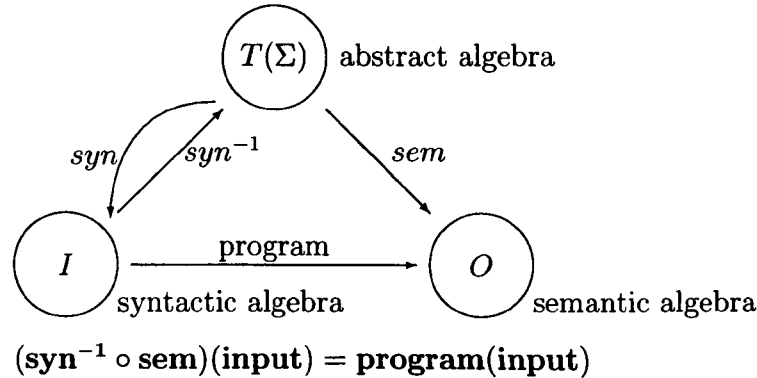 T(Σ) abstract algebra
syn syn⁻¹ sem
program
I O
syntactic algebra semantic algebra
(syn⁻¹ ∘ sem)(input) = program(input)